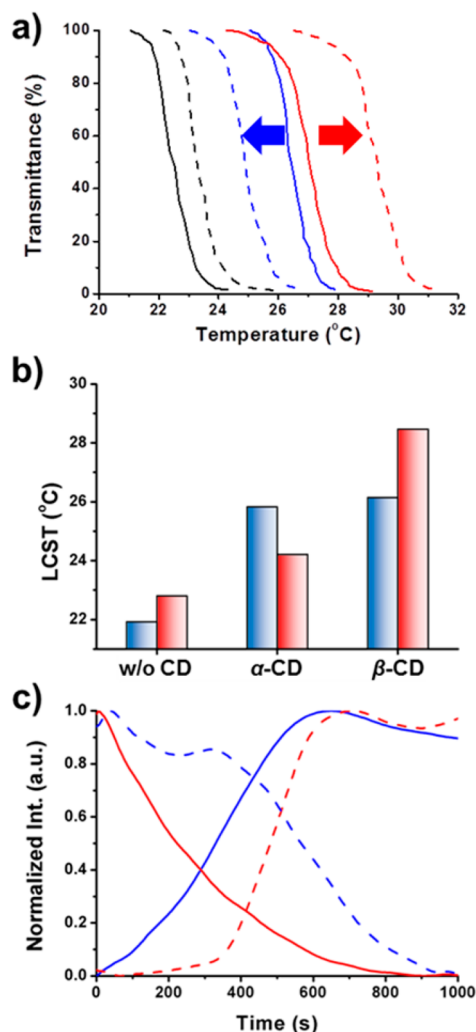 a)
100
80
60
40
20
0
Transmittance (%)
20 22 24 26 28 30 32
Temperature (°C)
b)
30
28
26
24
22
LCST (°C)
w/o CD α-CD β-CD
c)
1.0
0.8
0.6
0.4
0.2
0.0
Normalized Int. (a.u.)
0 200 400 600 800 1000
Time (s)